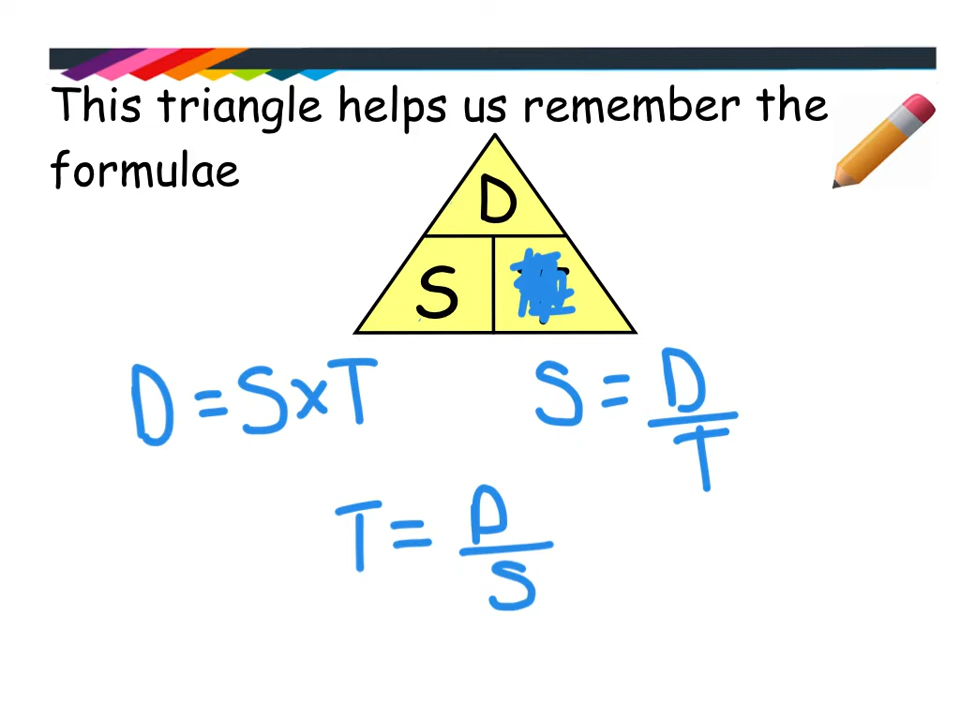 This triangle helps us remember the
formulae
D
S
D = S x T
S = D/T
T = D/S